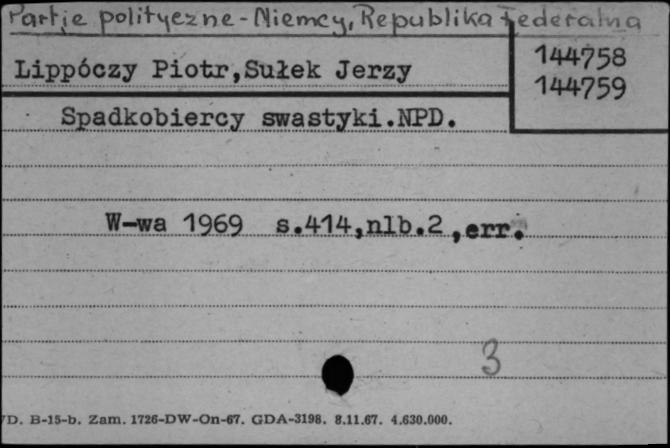 Partie polityczne - Niemcy, Republika Federalna
Lippóczy Piotr,Sułek Jerzy
144758
144759
Spadkobiercy swastyki.NPD.
W-wa 1969 s.414,nlb.2,err.
3
D. B-15-b. Zam. 1726-DW-On-67. GDA-3198. 8.11.67. 4.630.000.